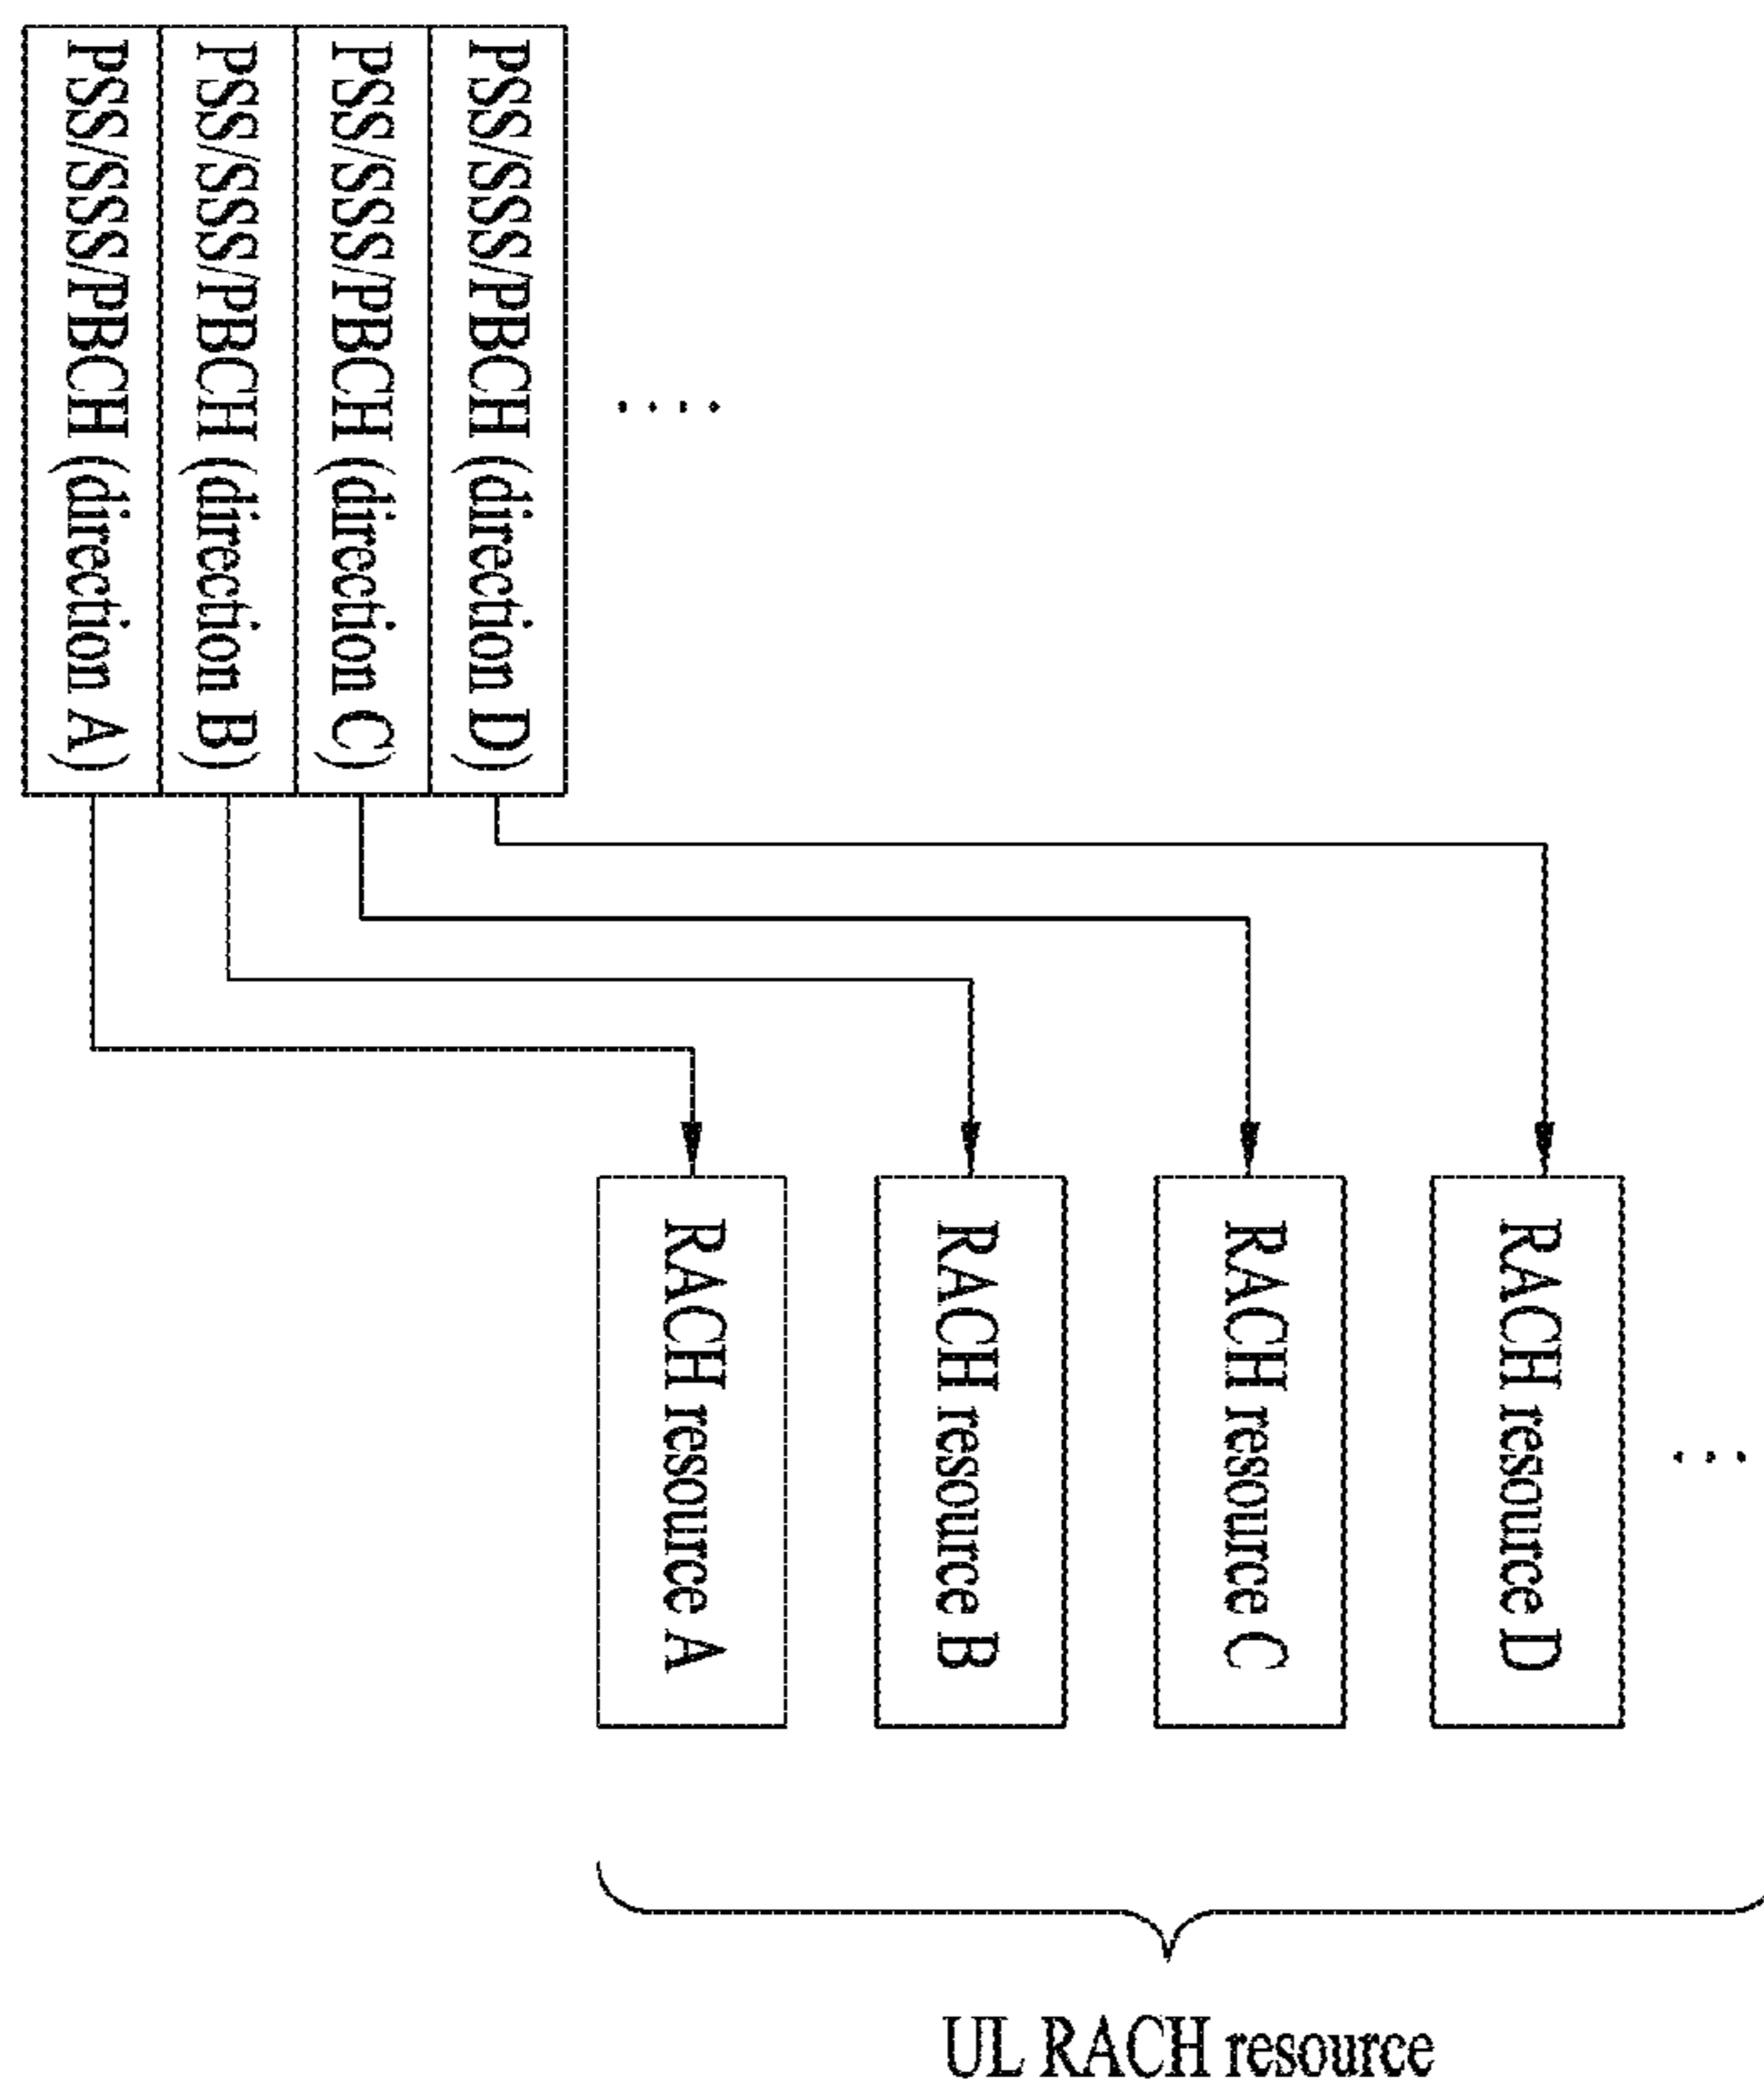 PSS/SSS/PBCH (direction A)
PSS/SSS/PBCH (direction B)
PSS/SSS/PBCH (direction C)
PSS/SSS/PBCH (direction D)
....
RACH resource A
RACH resource B
RACH resource C
RACH resource D
...
UL RACH resource